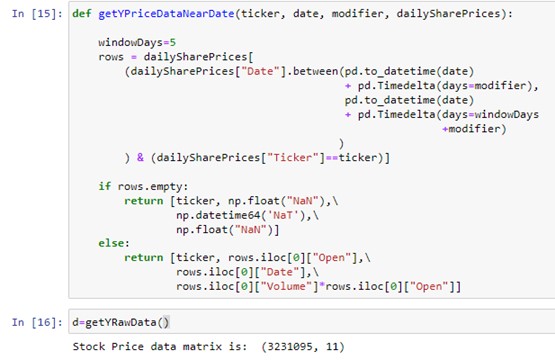 In [15]: def getYPriceDataNearDate(ticker, date, modifier, dailySharePrices):
windowDays=5
rows = dailySharePrices[
(dailySharePrices["Date"].between(pd.to_datetime(date)
+ pd.Timedelta(days=modifier),
pd.to_datetime(date)
+ pd.Timedelta(days=windowDays
+modifier)
)
) & (dailySharePrices["Ticker"]==ticker)]
if rows.empty:
return [ticker, np.float("NaN"),\
np.datetime64('NaT'),\
np.float("NaN")]
else:
return [ticker, rows.iloc[0]["Open"],\
rows.iloc[0]["Date"],\
rows.iloc[0]["Volume"]*rows.iloc[0]["Open"]]
In [16]: d=getYRawData()
Stock Price data matrix is:  (3231095, 11)